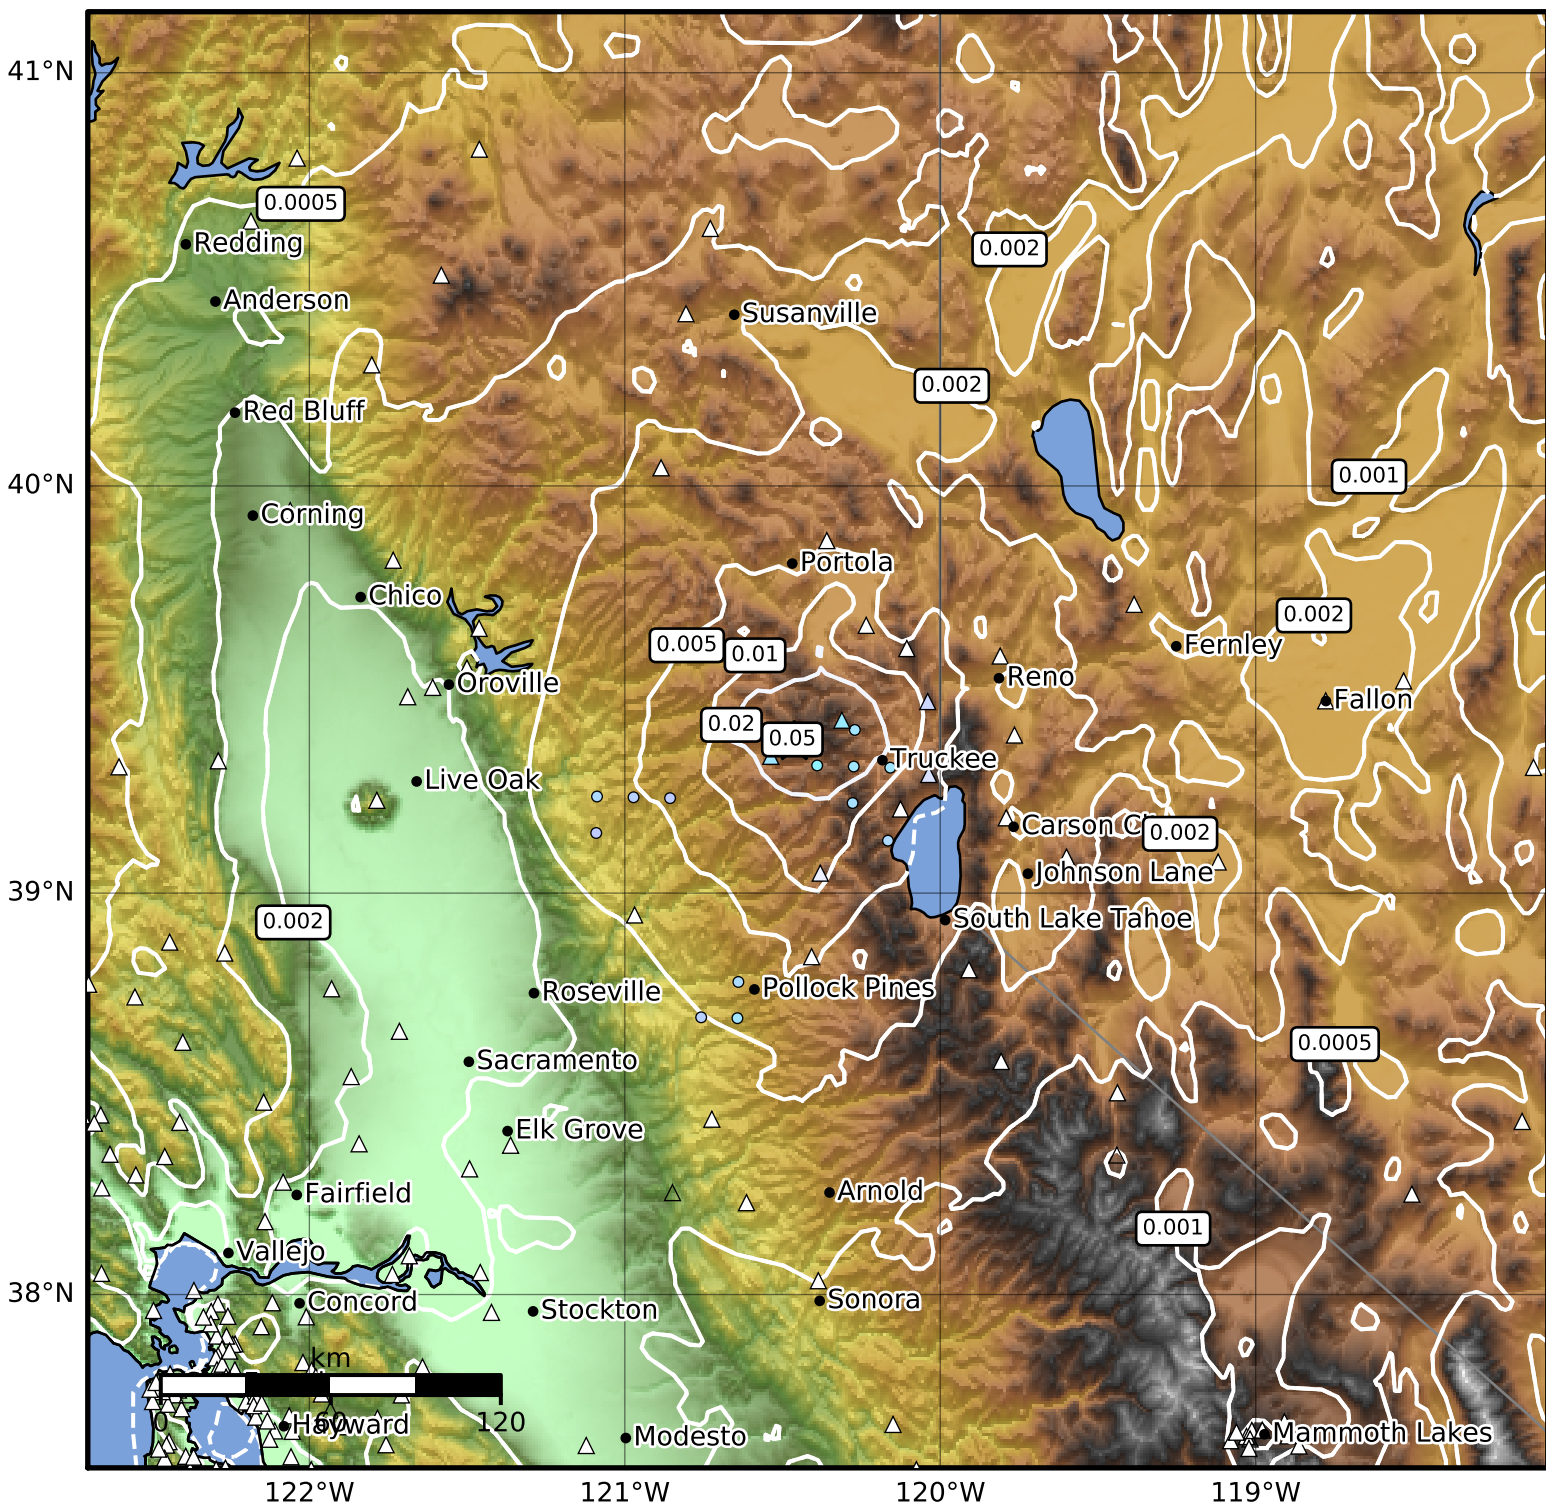 41°N
0.0005
Redding
0.002
Anderson
Susanville
0.002
Red Bluff
0.001
40°N
Corning
Portola
Chico
0.002
0.005
0.01
Fernley
Reno
Oroville
Fallon
0.02
0.05
Truckee
Live Oak
Carson C
0.002
Johnson Lane
39°N
0.002
South Lake Tahoe
Roseville
Pollock Pines
0.0005
Sacramento
Elk Grove
Fairfield
Arnold
0.001
Vallejo
38°N
Concord
Stockton
Sonora
km
0
60
120
Hayward
Modesto
Mammoth Lakes
122°W
121°W
120°W
119°W